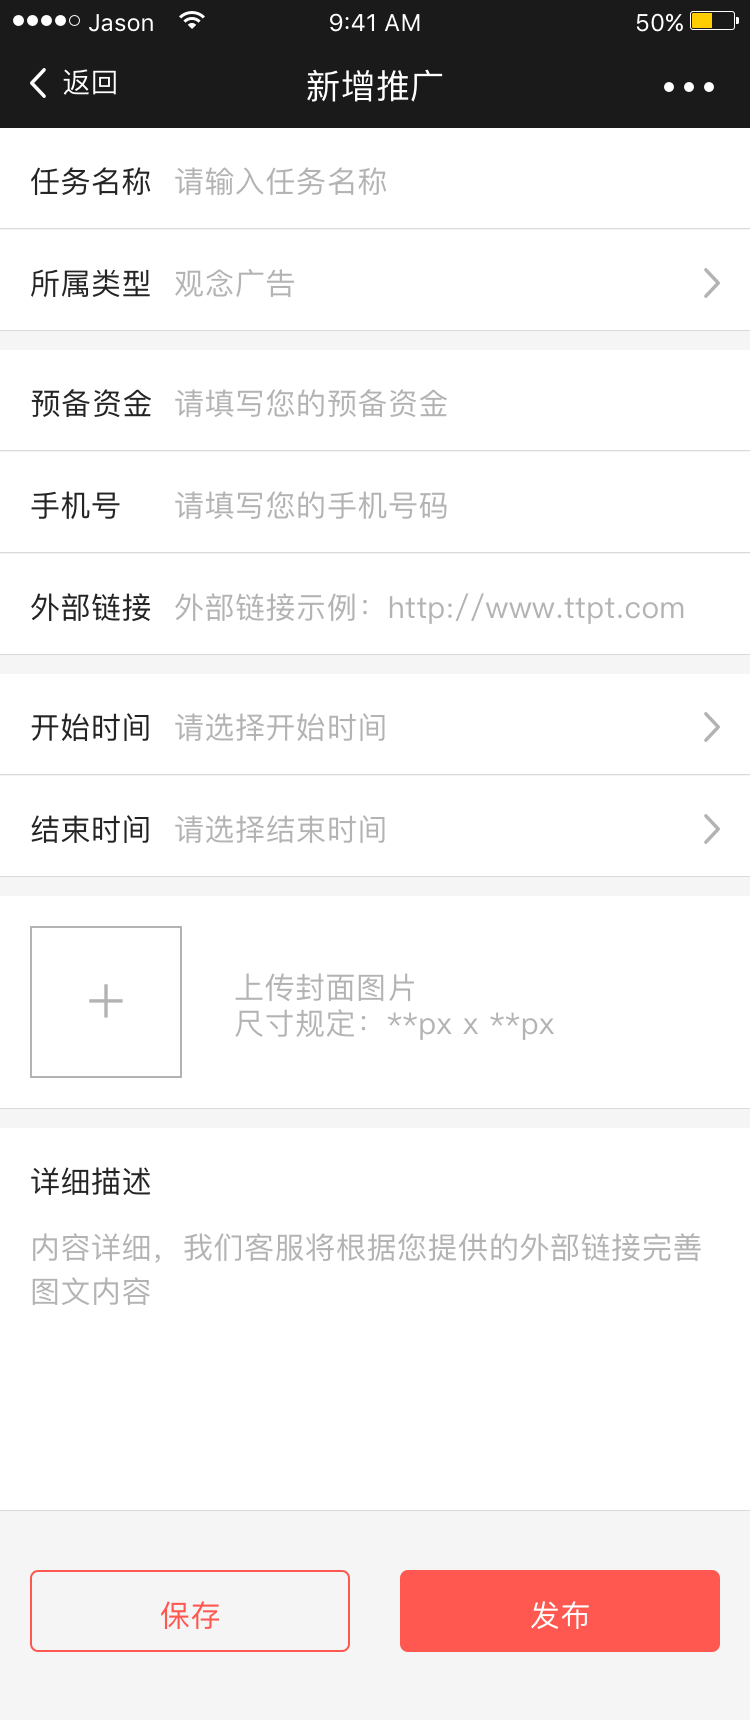 Jason 9:41 AM 50%
返回 新增推广
任务名称 请输入任务名称
所属类型 观念广告
预备资金 请填写您的预备资金
手机号 请填写您的手机号码
外部链接 外部链接示例：http://www.ttpt.com
开始时间 请选择开始时间
结束时间 请选择结束时间
上传封面图片
尺寸规定：**px x **px
详细描述
内容详细，我们客服将根据您提供的外部链接完善
图文内容
保存 发布